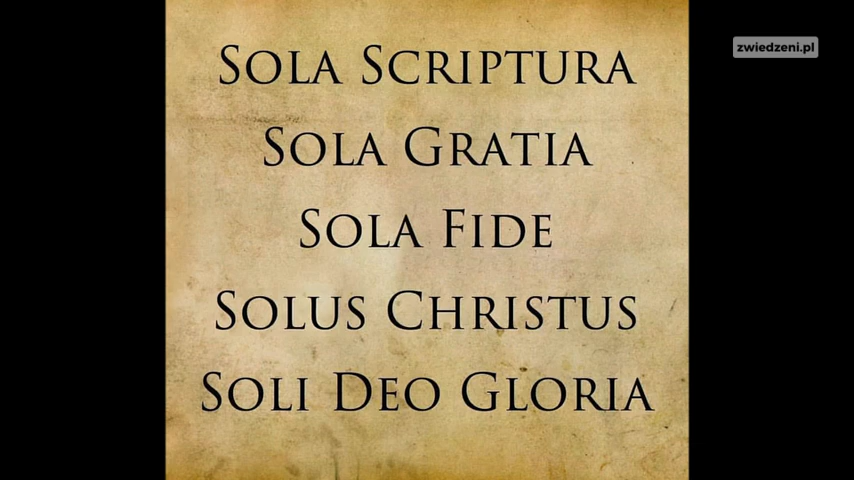 zwiedzeni.pl
Sola Scriptura
Sola Gratia
Sola Fide
Solus Christus
Soli Deo Gloria